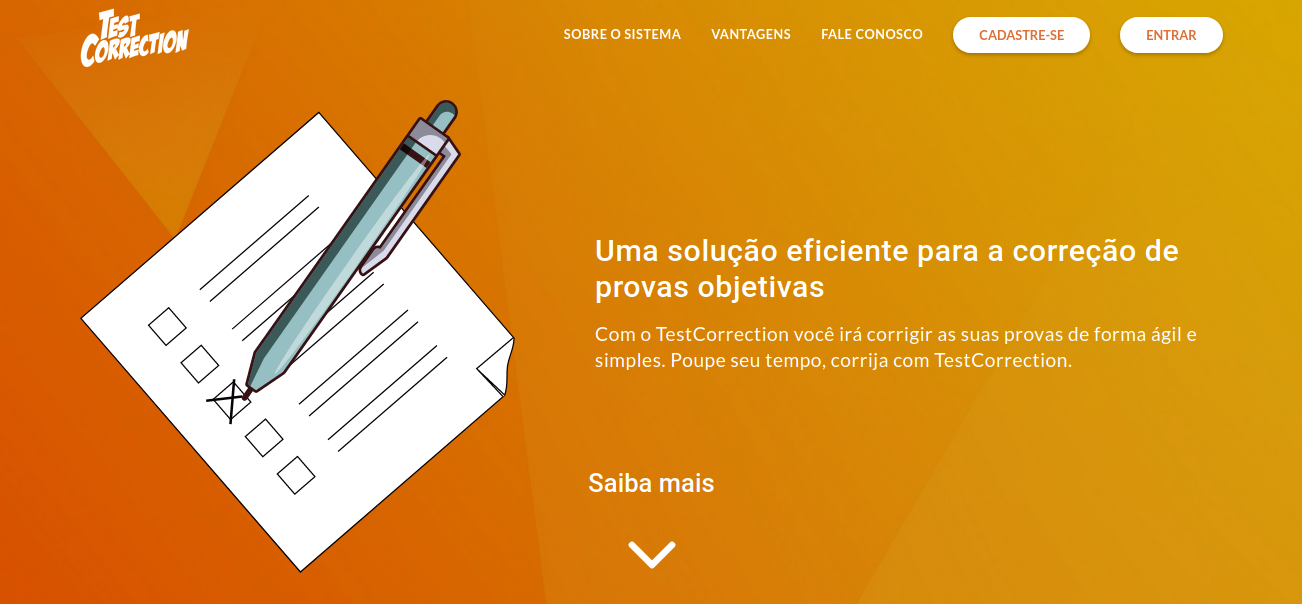 TEST
CORRECTION
SOBRE O SISTEMA
VANTAGENS
FALE CONOSCO
CADASTRE-SE
ENTRAR
Uma solução eficiente para a correção de
provas objetivas
Com o TestCorrection você irá corrigir as suas provas de forma ágil e
simples. Poupe seu tempo, corrija com TestCorrection.
Saiba mais